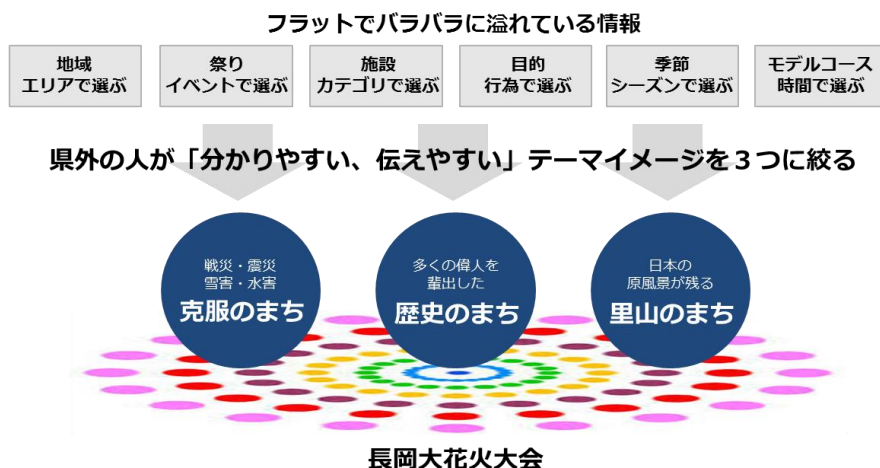 フラットでバラバラに溢れている情報
地域
エリアで選ぶ
祭り
イベントで選ぶ
施設
カテゴリで選ぶ
目的
行為で選ぶ
季節
シーズンで選ぶ
モデルコース
時間で選ぶ
県外の人が「分かりやすい、伝えやすい」テーマイメージを３つに絞る
戦災・震災
雪害・水害
克服のまち
多くの偉人を
輩出した
歴史のまち
日本の
原風景が残る
里山のまち
長岡大花火大会